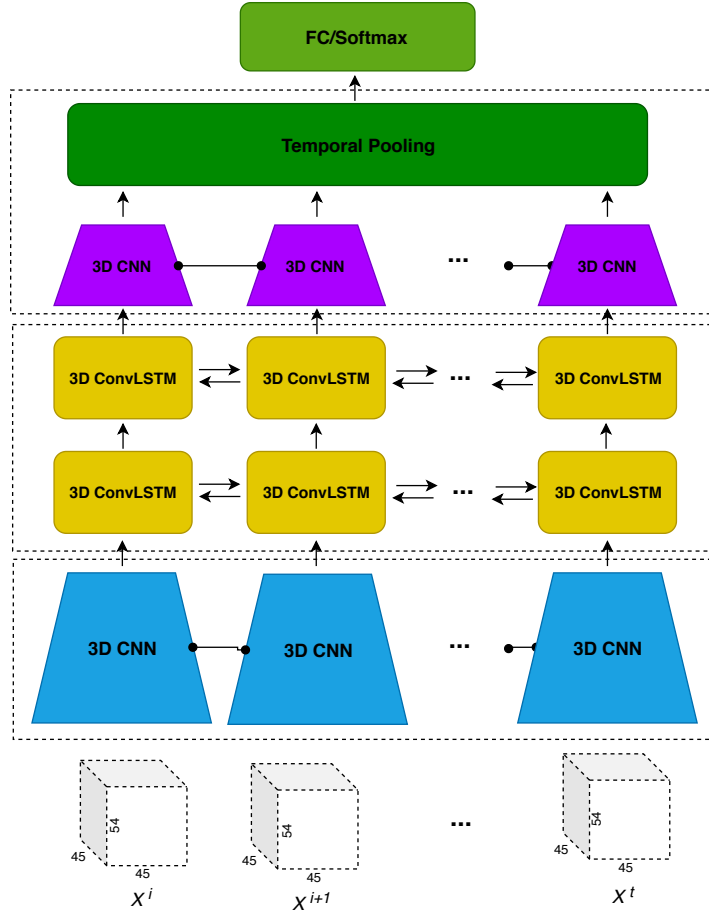 FC/Softmax
Temporal Pooling
3D CNN 3D CNN ... 3D CNN
3D ConvLSTM 3D ConvLSTM ... 3D ConvLSTM
3D ConvLSTM 3D ConvLSTM ... 3D ConvLSTM
3D CNN 3D CNN ... 3D CNN
54 54 ... 54
45 45 45 45 45 45
X^i X^{i+1} X^t